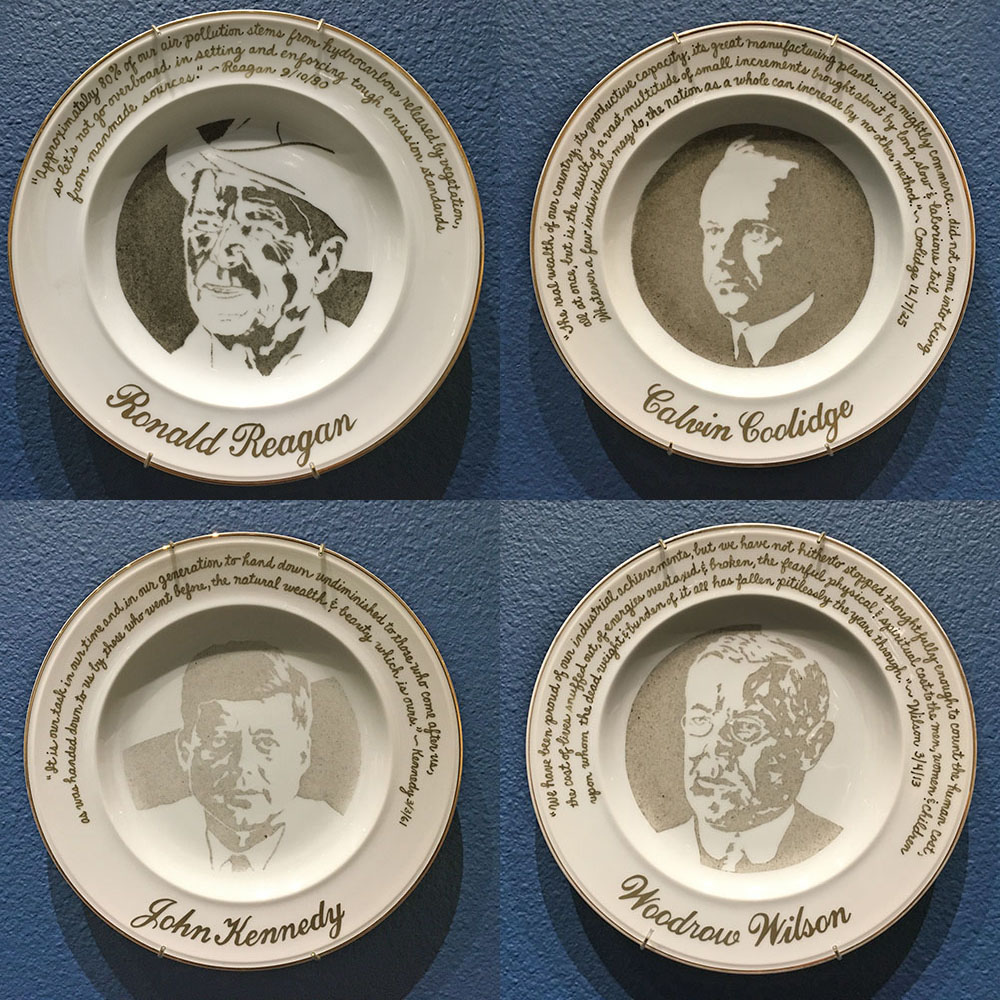 "Approximately 80% of our air pollution stems from hydrocarbons released by vegetation,
so let's not go overboard in setting and enforcing tough emission standards
from manmade sources." ~ Reagan 9/10/80
Ronald Reagan
"The real wealth of our country, its productive capacity, its great manufacturing plants... its mighty commerce... did not come into being
all at once, but is the result of a vast multitude of small increments brought about by long, slow & laborious toil.
Whatever a few individuals may do, the nation as a whole can increase by no other method." ~ Coolidge 12/7/25
Calvin Coolidge
"It is our task in our time and in our generation to hand down undiminished to those who come after us,
as was handed down to us by those who went before, the natural wealth & beauty which is ours." ~ Kennedy 3/3/61
John Kennedy
"We have been proud of our industrial achievements, but we have not hitherto stopped thoughtfully enough to count the human cost,
the cost of lives snuffed out, of energies overtaxed & broken, the fearful physical & spiritual cost to the men, women & children
upon whom the dead weight & burden of it all has fallen pitilessly the years through." ~ Wilson 3/4/13
Woodrow Wilson